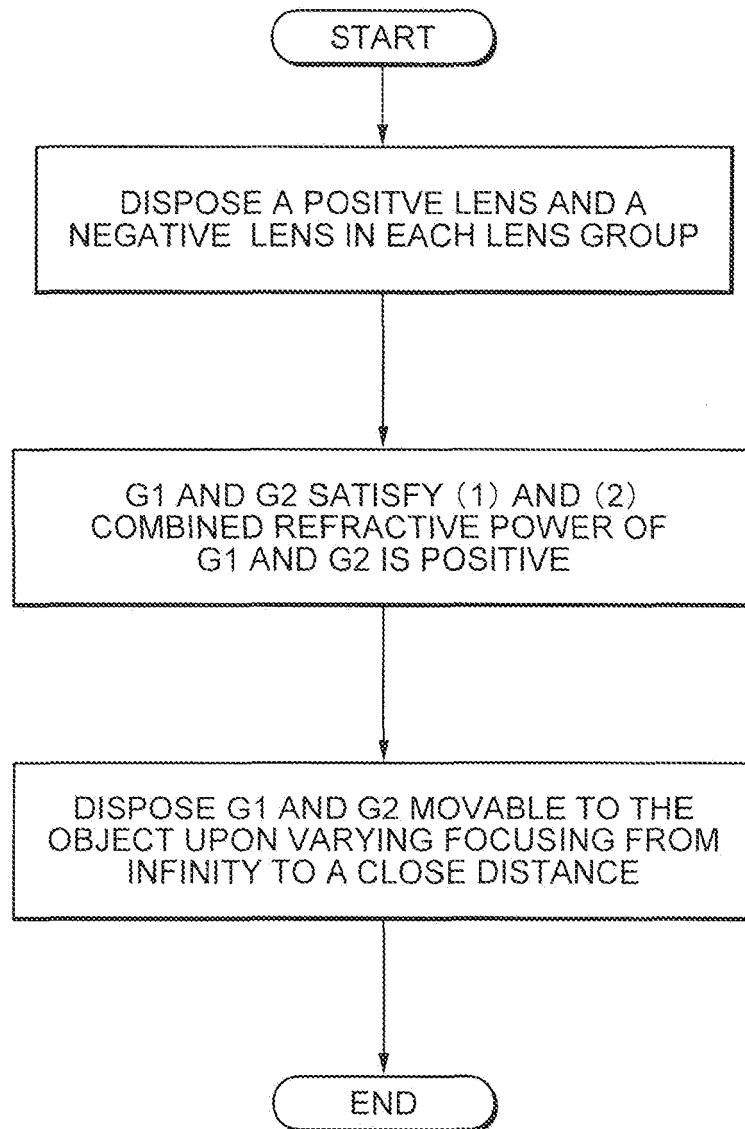 START
DISPOSE A POSITVE LENS AND A
NEGATIVE LENS IN EACH LENS GROUP
G1 AND G2 SATISFY (1) AND (2)
COMBINED REFRACTIVE POWER OF
G1 AND G2 IS POSITIVE
DISPOSE G1 AND G2 MOVABLE TO THE
OBJECT UPON VARYING FOCUSING FROM
INFINITY TO A CLOSE DISTANCE
END